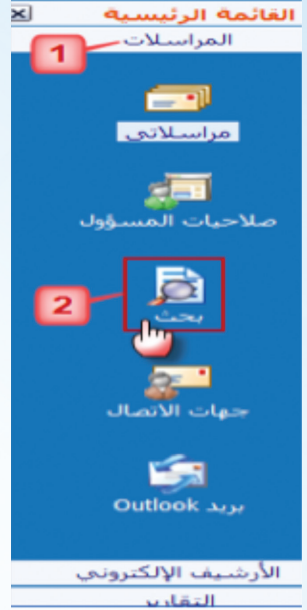 القائمة الرئيسية
المراسلات
1
مراسلاتي
صلاحيات المسؤول
2
بحث
جهات الاتصال
بريد Outlook
الأرشيف الإلكتروني
التقارير